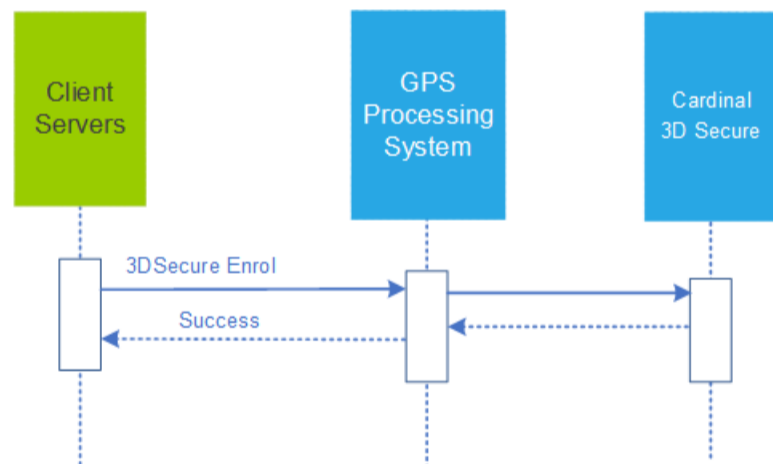 Client
Servers
GPS
Processing
System
Cardinal
3D Secure
3DSecure Enrol
Success